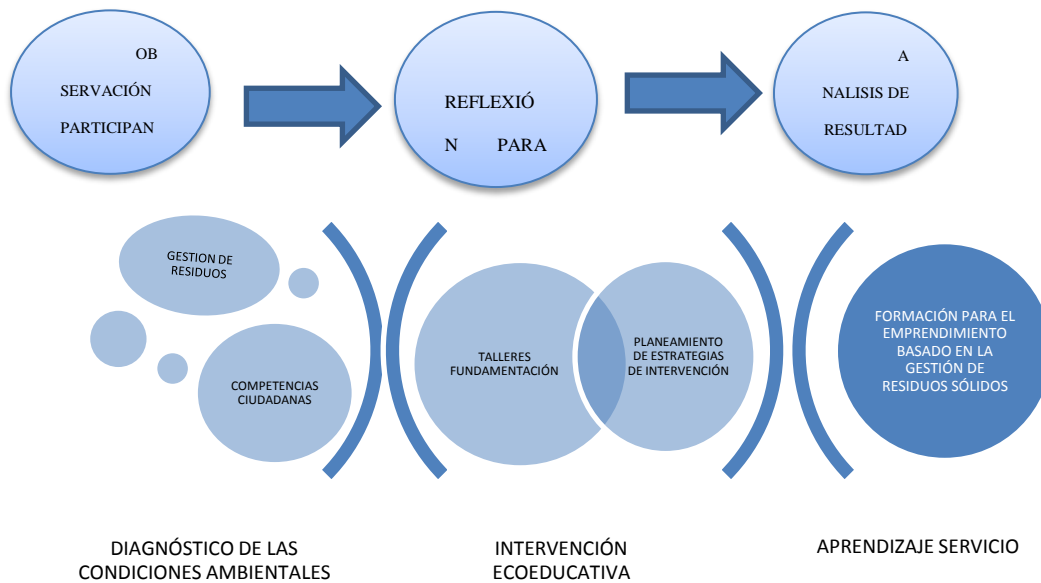 OB
SERVACIÓN
PARTICIPAN
REFLEXIÓ
N PARA
A
NALISIS DE
RESULTAD
GESTION DE
RESIDUOS
COMPETENCIAS
CIUDADANAS
TALLERES
FUNDAMENTACIÓN
PLANEAMIENTO
DE ESTRATEGIAS
DE INTERVENCIÓN
FORMACIÓN PARA EL
EMPRENDIMIENTO
BASADO EN LA
GESTIÓN DE
RESIDUOS SÓLIDOS
DIAGNÓSTICO DE LAS
CONDICIONES AMBIENTALES
INTERVENCIÓN
ECOEDUCATIVA
APRENDIZAJE SERVICIO